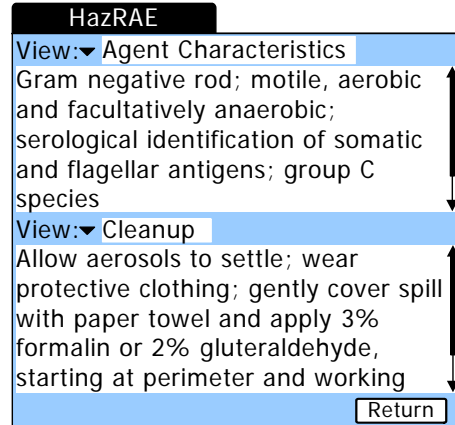 HazRAE
View: Agent Characteristics
Gram negative rod; motile, aerobic
and facultatively anaerobic;
serological identification of somatic
and flagellar antigens; group C
species
View: Cleanup
Allow aerosols to settle; wear
protective clothing; gently cover spill
with paper towel and apply 3%
formalin or 2% gluteraldehyde,
starting at perimeter and working
Return